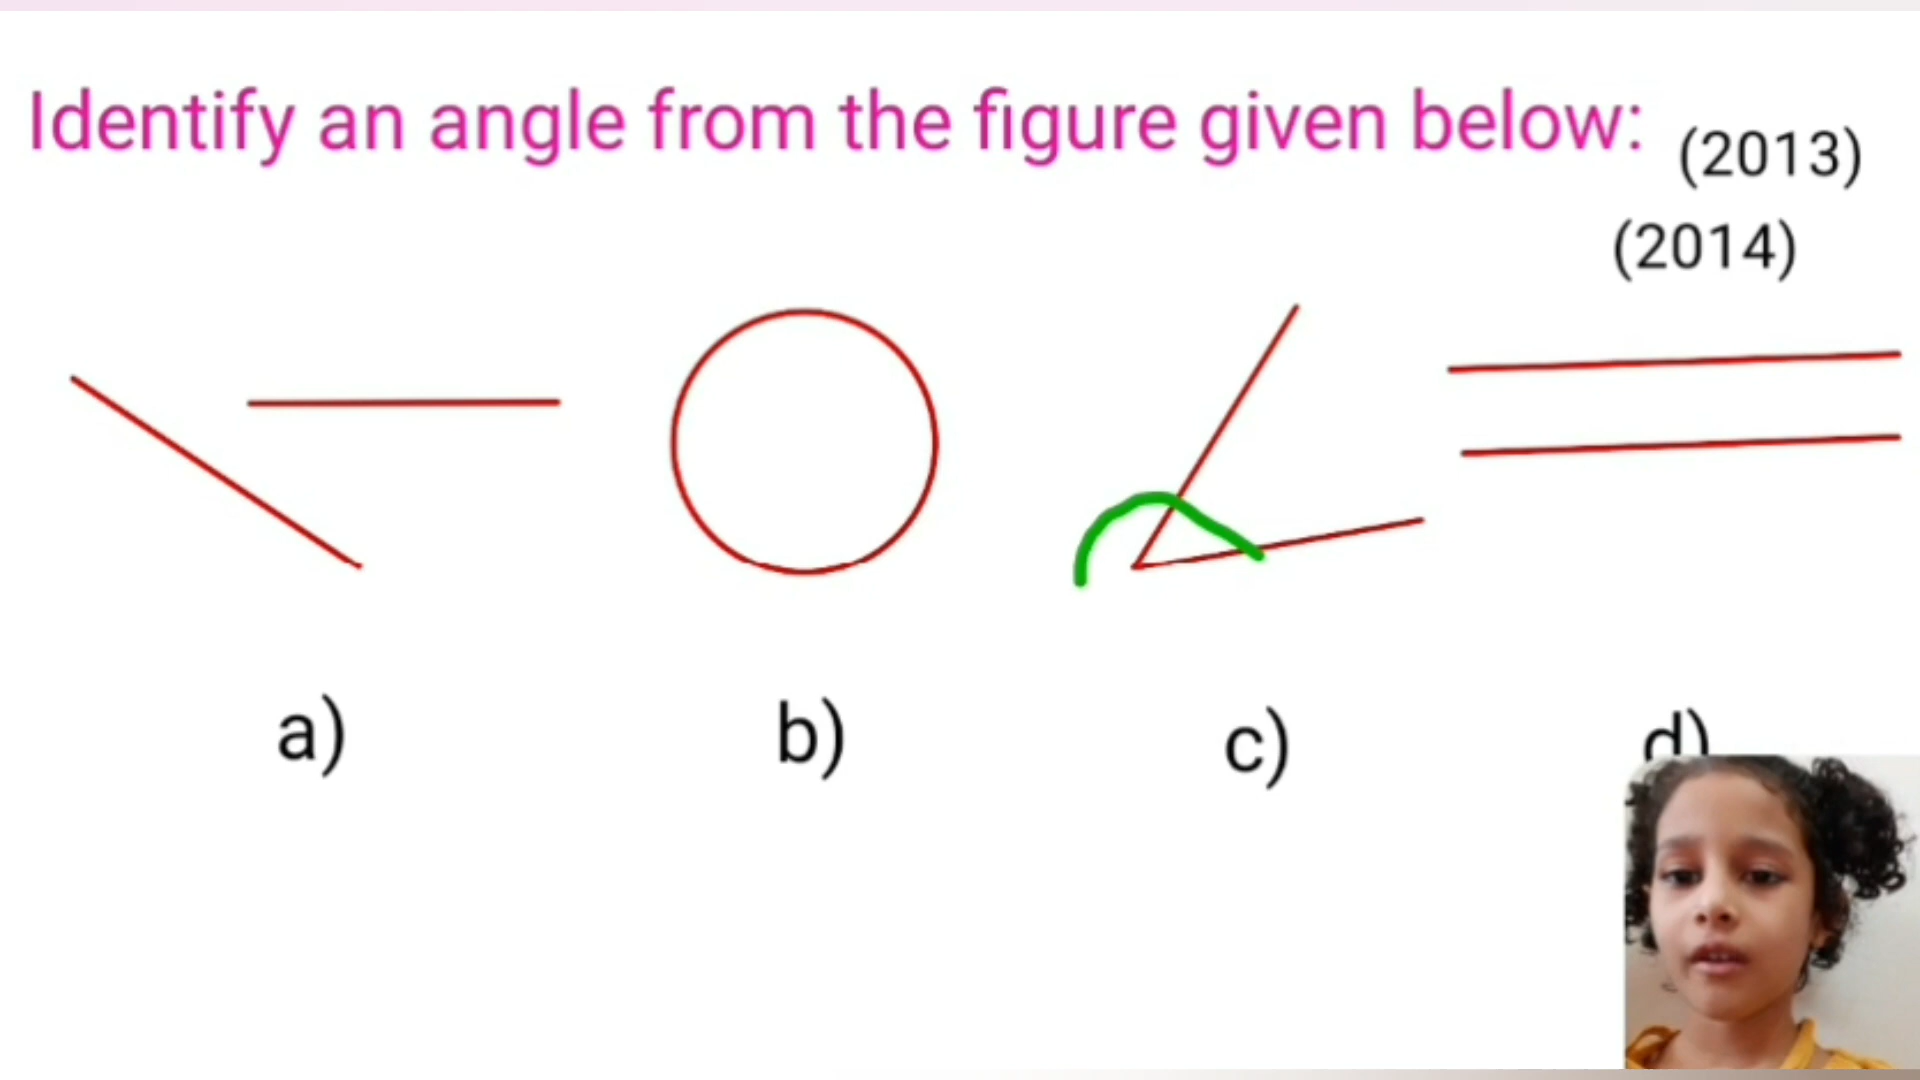 Identify an angle from the figure given below: (2013)
(2014)
a) b) c) d)